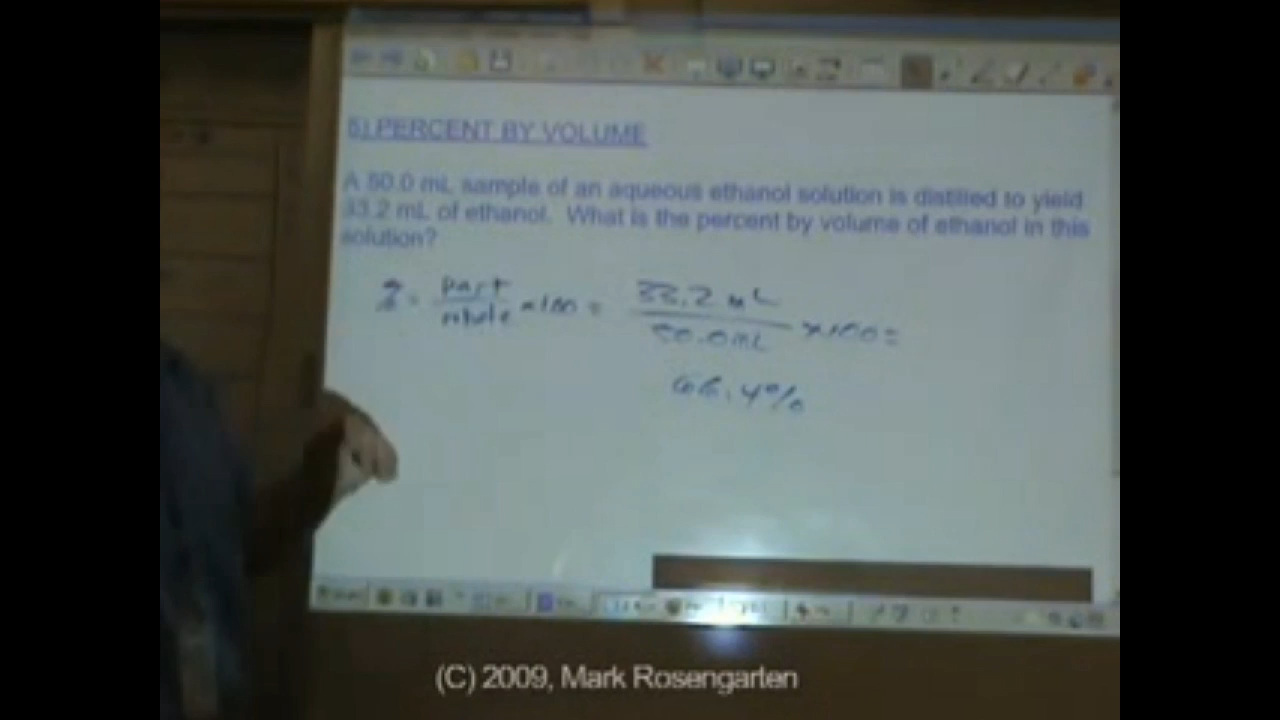 5) PERCENT BY VOLUME
A 50.0 mL sample of an aqueous ethanol solution is distilled to yield
33.2 mL of ethanol. What is the percent by volume of ethanol in this
solution?
% = part/whole x100 = 33.2 mL/50.0mL x100=
66.4%
(C) 2009, Mark Rosengarten